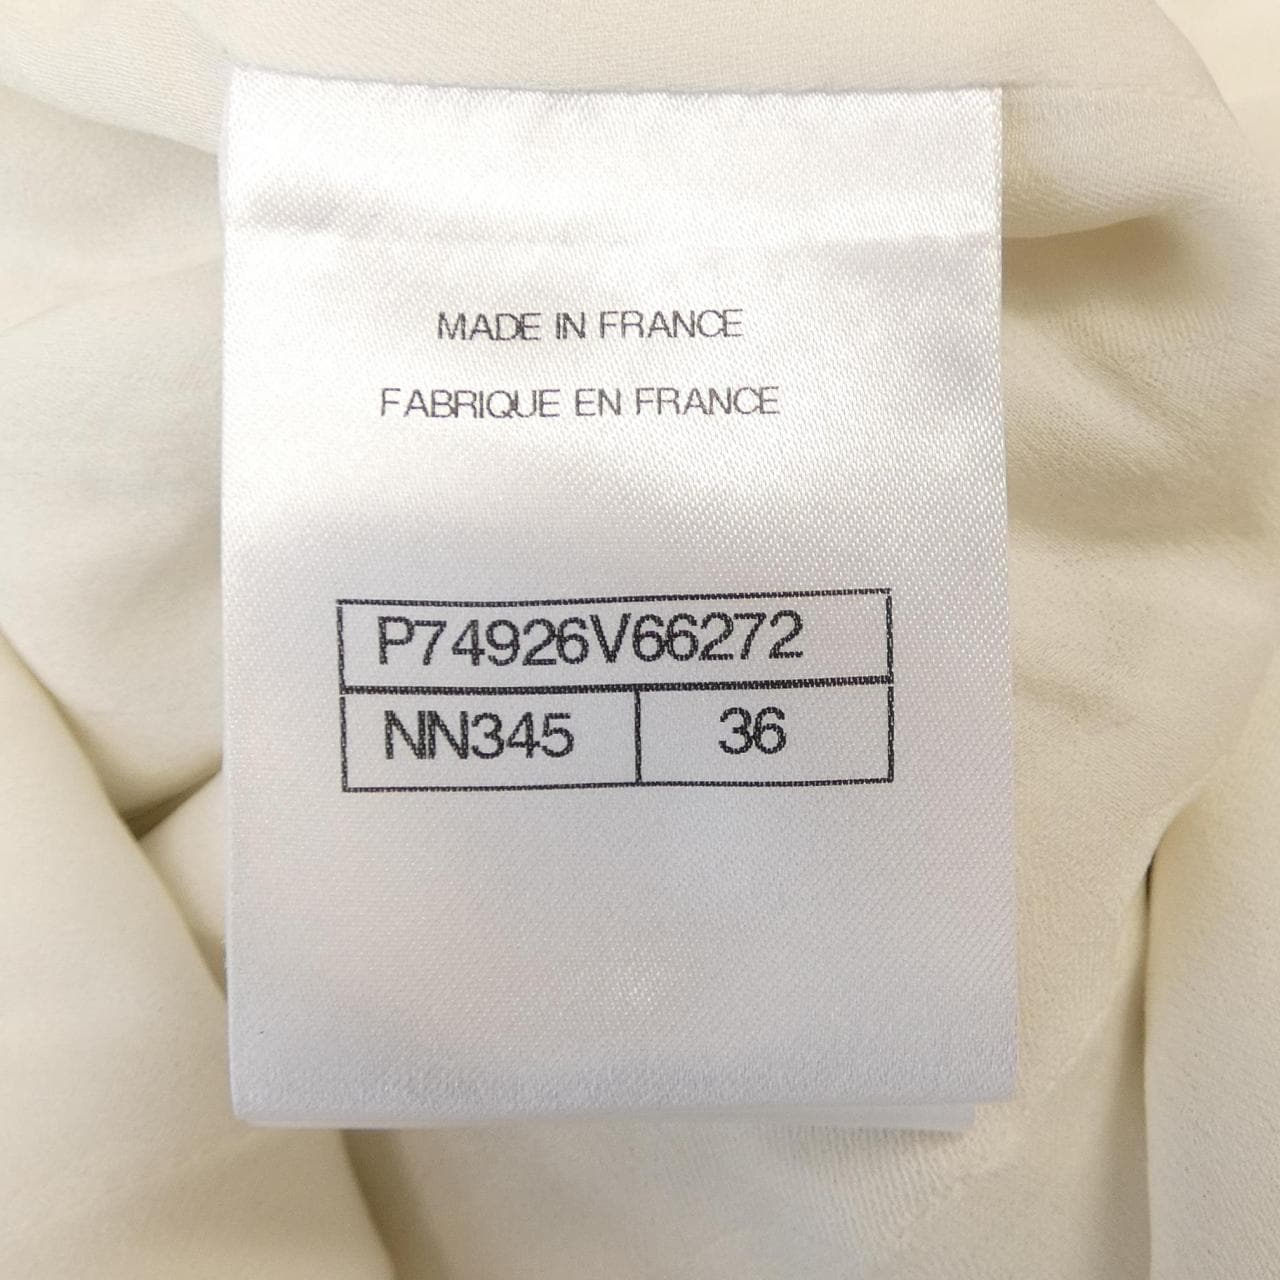 MADE IN FRANCE
FABRIQUE EN FRANCE
P74926V66272
NN345 36